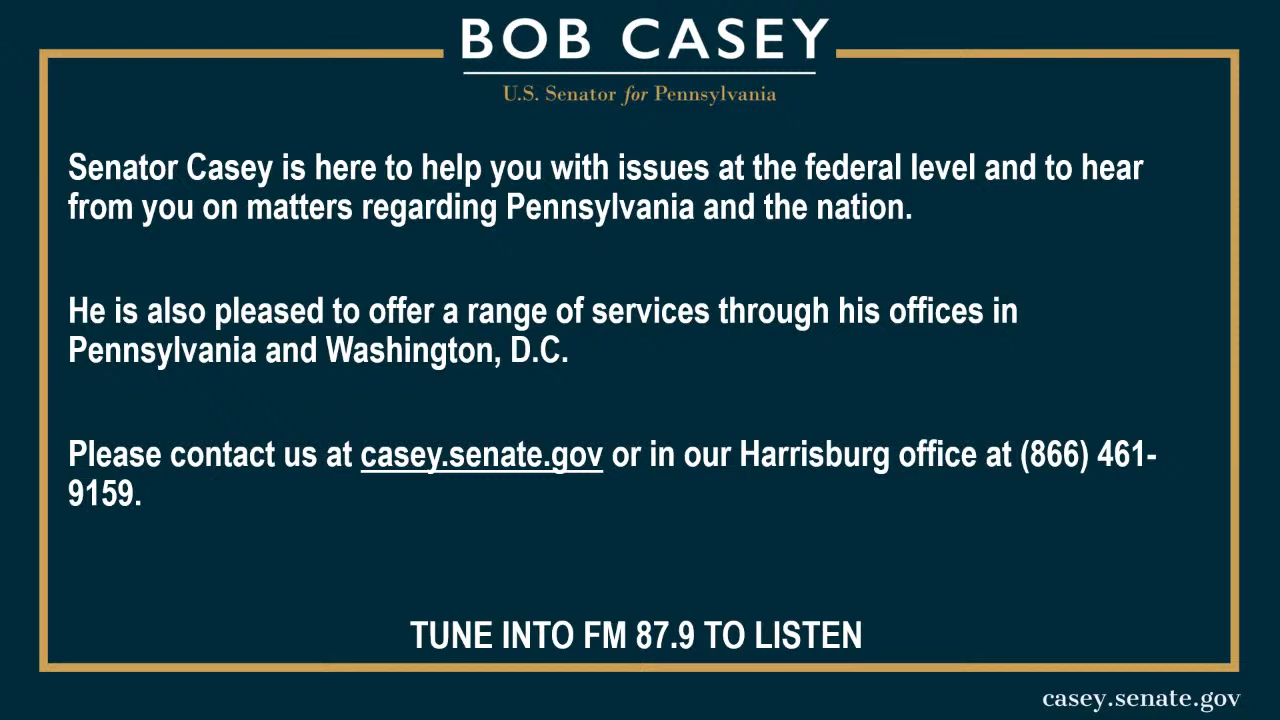 BOB CASEY
U.S. Senator for Pennsylvania
Senator Casey is here to help you with issues at the federal level and to hear
from you on matters regarding Pennsylvania and the nation.
He is also pleased to offer a range of services through his offices in
Pennsylvania and Washington, D.C.
Please contact us at casey.senate.gov or in our Harrisburg office at (866) 461-
9159.
TUNE INTO FM 87.9 TO LISTEN
casey.senate.gov